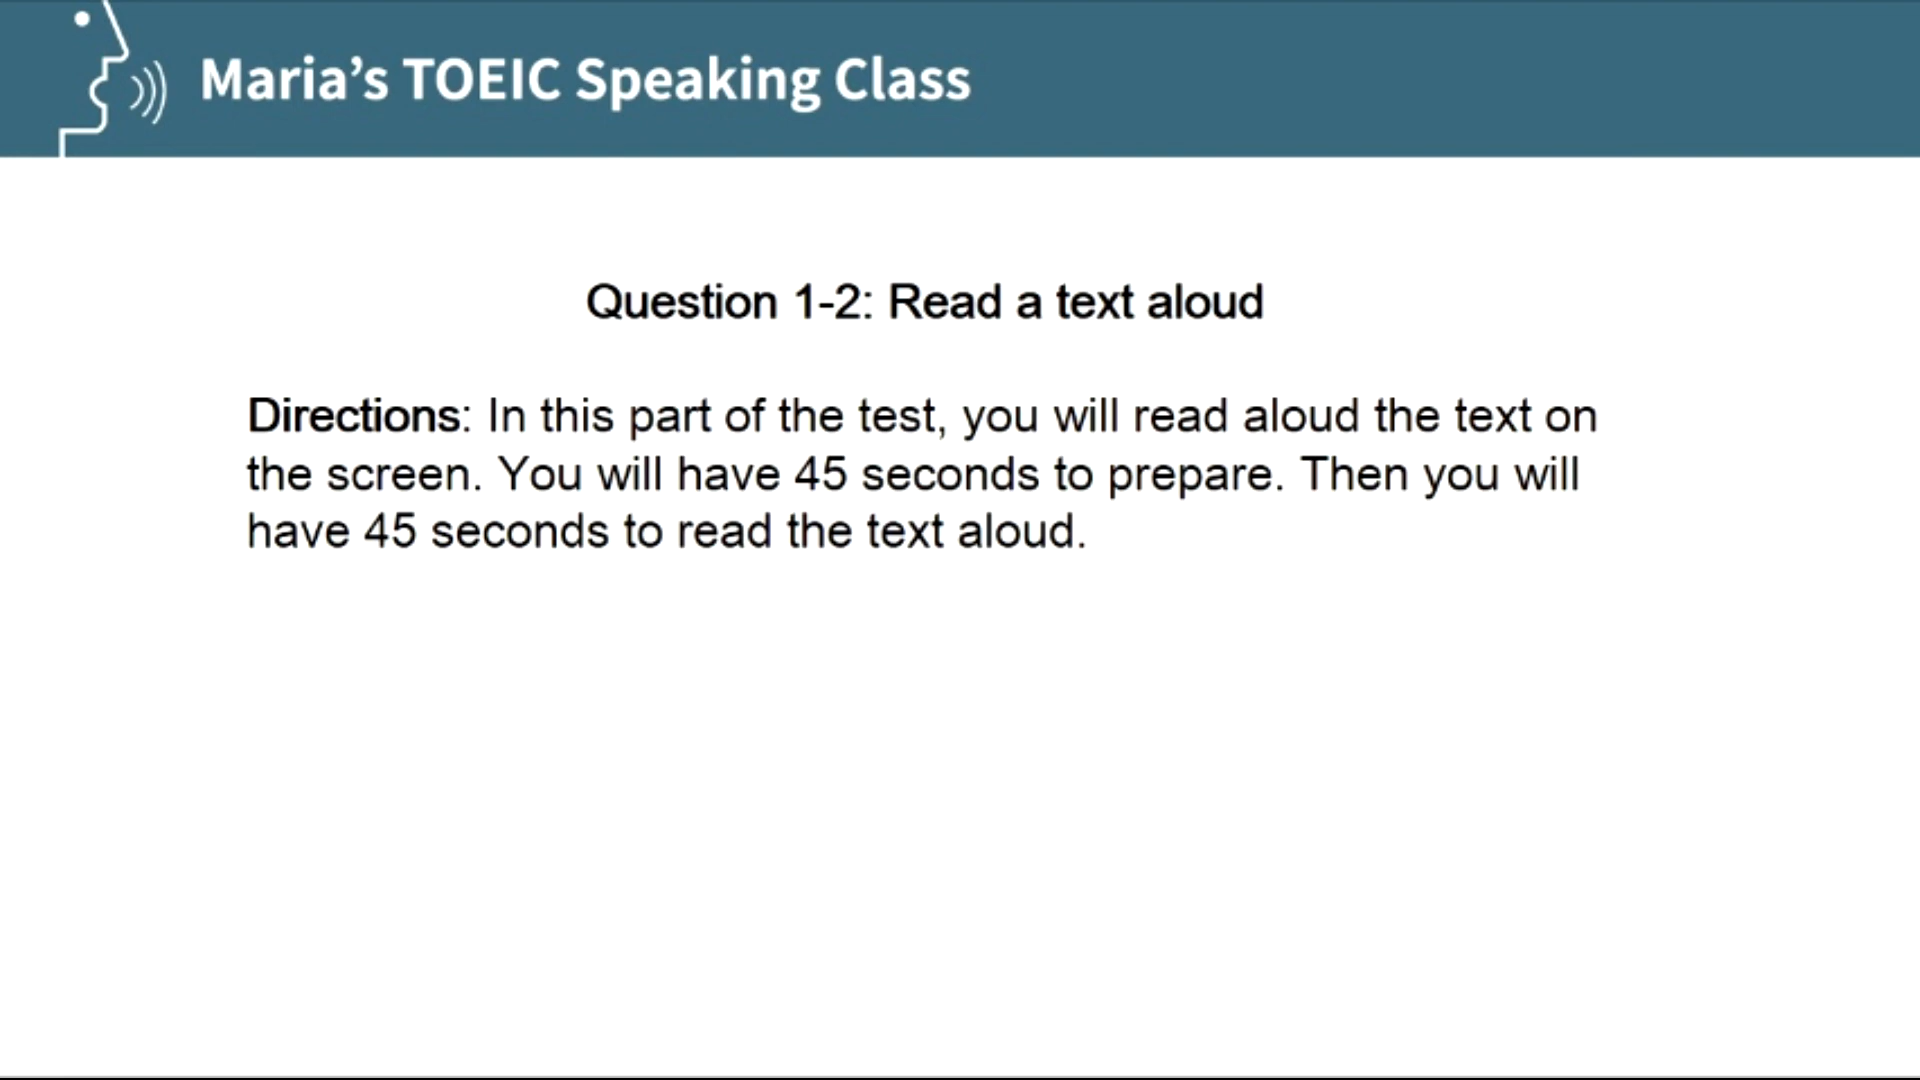 Maria’s TOEIC Speaking Class
Question 1-2: Read a text aloud
Directions: In this part of the test, you will read aloud the text on
the screen. You will have 45 seconds to prepare. Then you will
have 45 seconds to read the text aloud.